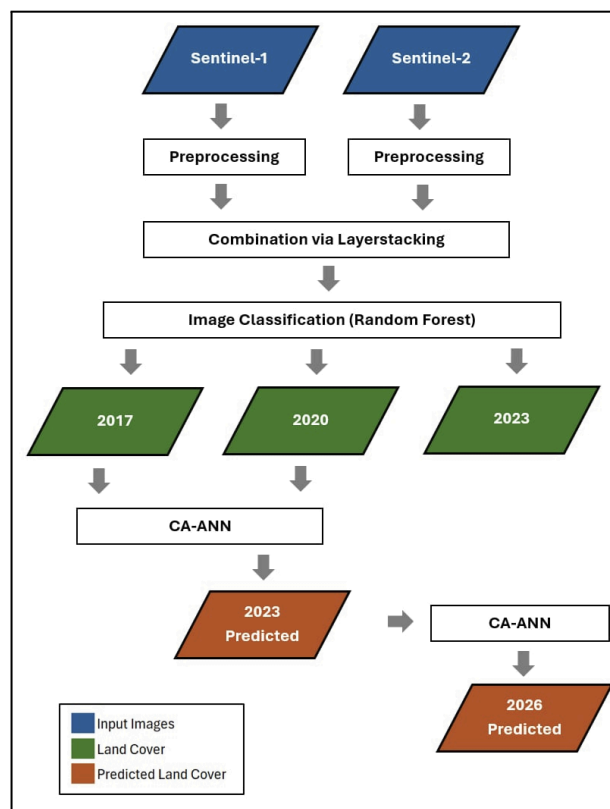 Sentinel-1
Sentinel-2
Preprocessing
Preprocessing
Combination via Layerstacking
Image Classification (Random Forest)
2017
2020
2023
CA-ANN
2023
Predicted
CA-ANN
2026
Predicted
Input Images
Land Cover
Predicted Land Cover